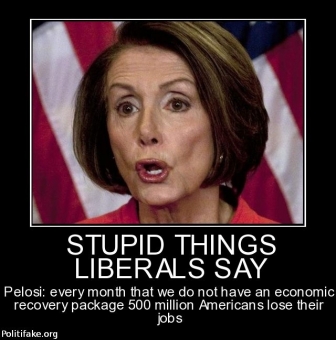 STUPID THINGS
LIBERALS SAY
Pelosi: every month that we do not have an economic
recovery package 500 million Americans lose their
jobs
Politifake.org